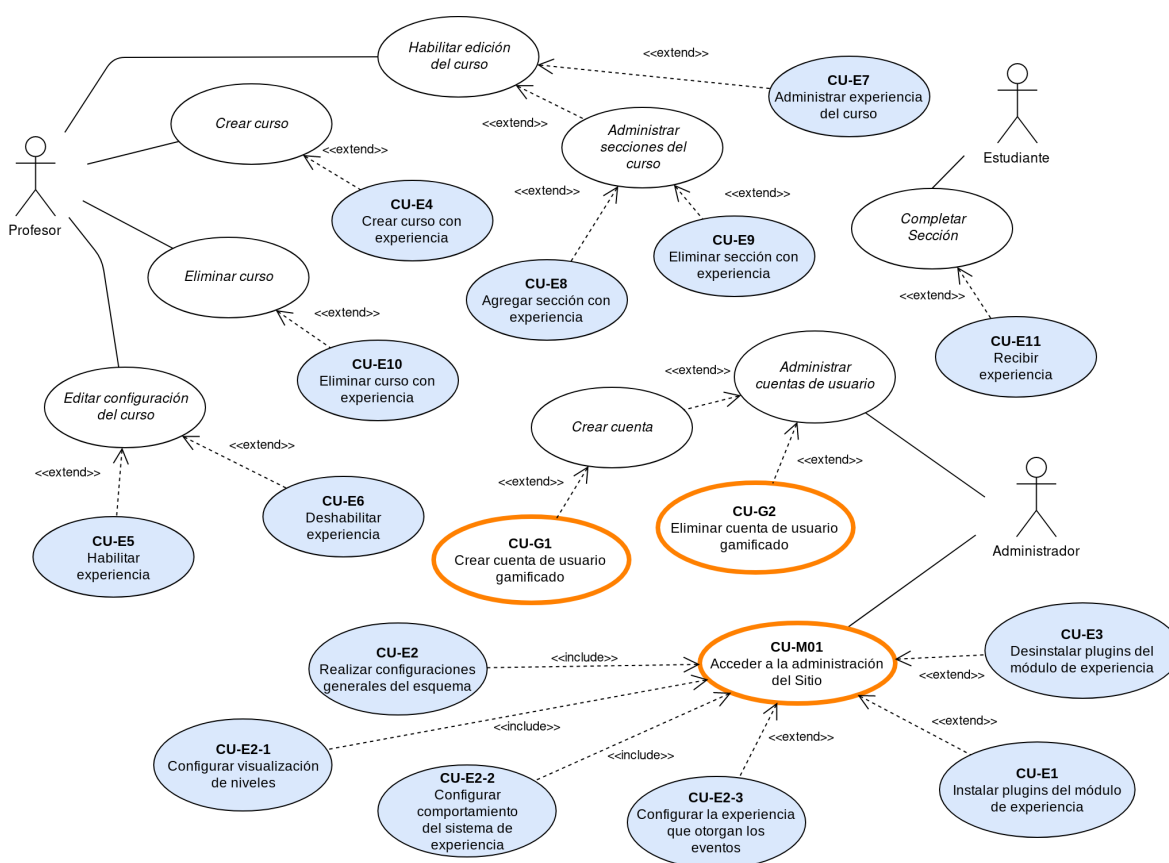 Habilitar edición
del curso
<<extend>>
CU-E7
Administrar experiencia
del curso
Estudiante
Crear curso
<<extend>>
<<extend>>
Administrar
secciones del
curso
Profesor
CU-E4
Crear curso con
experiencia
<<extend>>
<<extend>>
Completar
Sección
CU-E9
Eliminar sección con
experiencia
Eliminar curso
CU-E8
Agregar sección con
experiencia
<<extend>>
<<extend>>
CU-E11
Recibir
experiencia
CU-E10
Eliminar curso con
experiencia
Administrar
cuentas de usuario
<<extend>>
Editar configuración
del curso
Crear cuenta
<<extend>>
<<extend>>
<<extend>>
<<extend>>
CU-E6
Deshabilitar
experiencia
CU-G2
Eliminar cuenta de usuario
gamificado
CU-E5
Habilitar
experiencia
CU-G1
Crear cuenta de usuario
gamificado
Administrador
CU-E2
Realizar configuraciones
generales del esquema
<<include>>
CU-M01
Acceder a la administración
del Sitio
CU-E3
Desinstalar plugins del
módulo de experiencia
<<extend>>
<<include>>
<<extend>>
<<extend>>
CU-E2-1
Configurar visualización
de niveles
<<include>>
CU-E2-2
Configurar
comportamiento
del sistema de
experiencia
CU-E2-3
Configurar la experiencia
que otorgan los
eventos
CU-E1
Instalar plugins del módulo
de experiencia